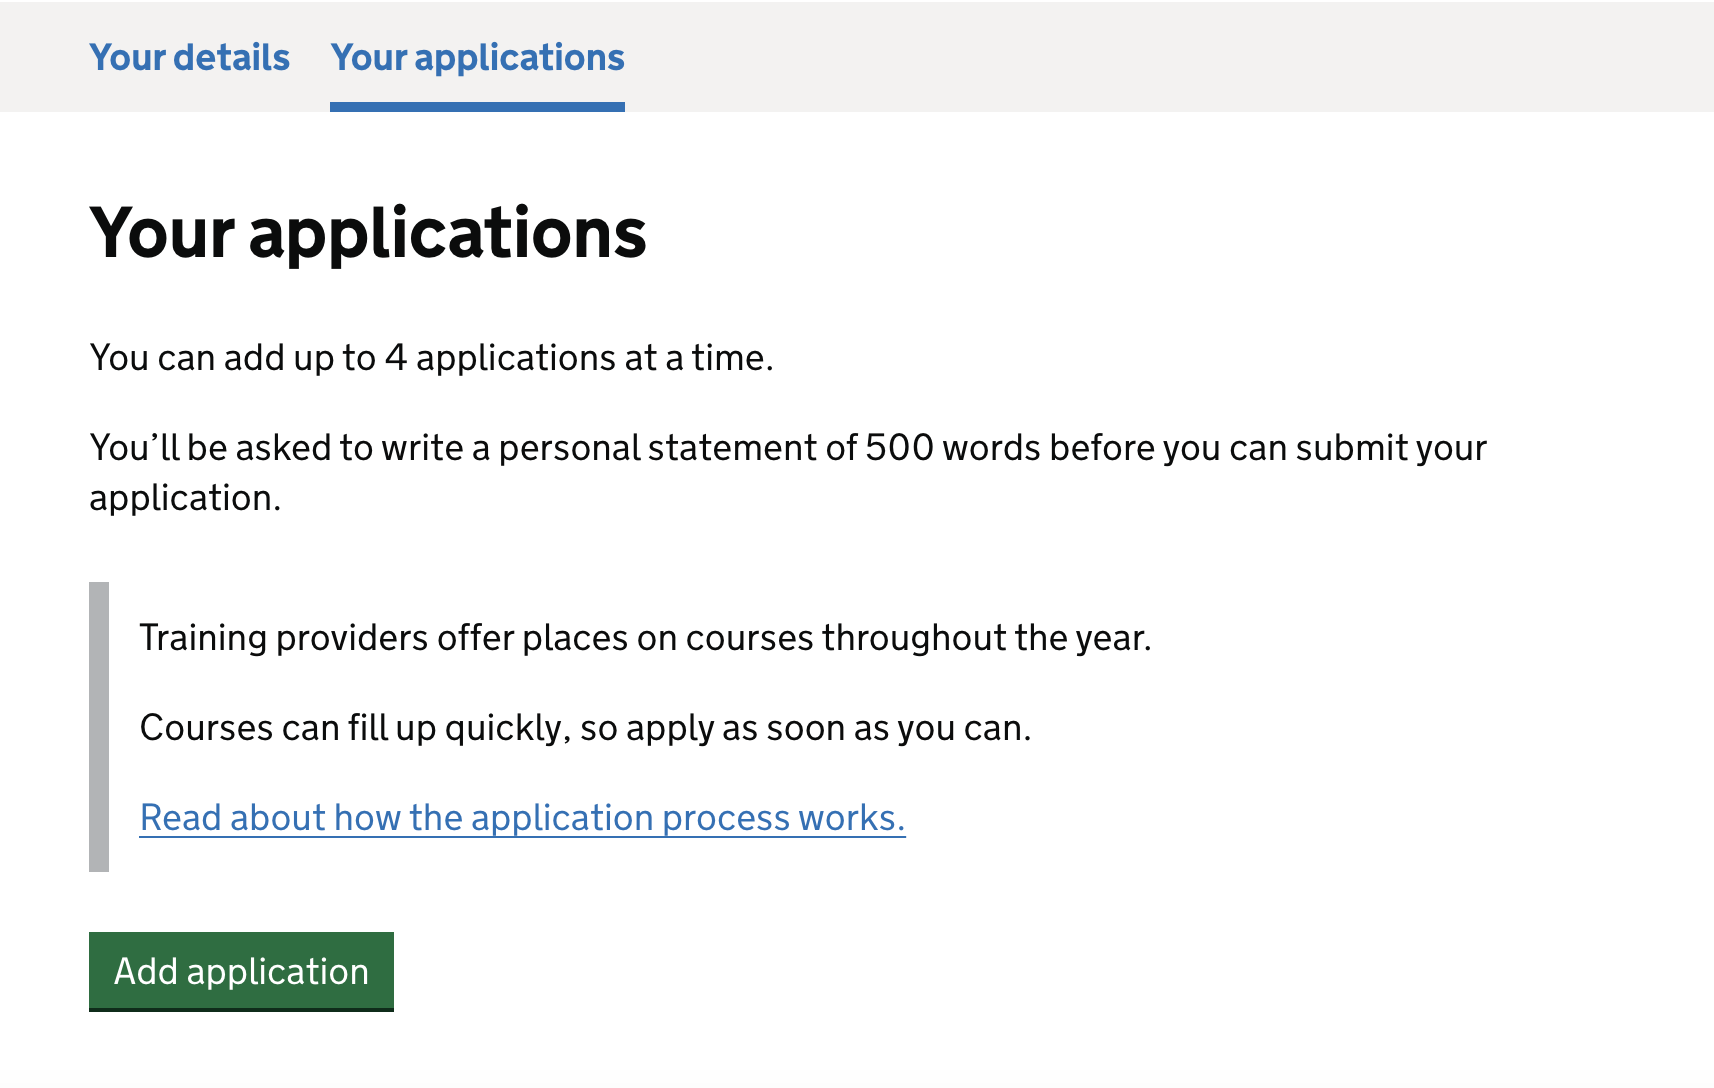 Your details
Your applications
Your applications
You can add up to 4 applications at a time.
You’ll be asked to write a personal statement of 500 words before you can submit your
application.
Training providers offer places on courses throughout the year.
Courses can fill up quickly, so apply as soon as you can.
Read about how the application process works.
Add application